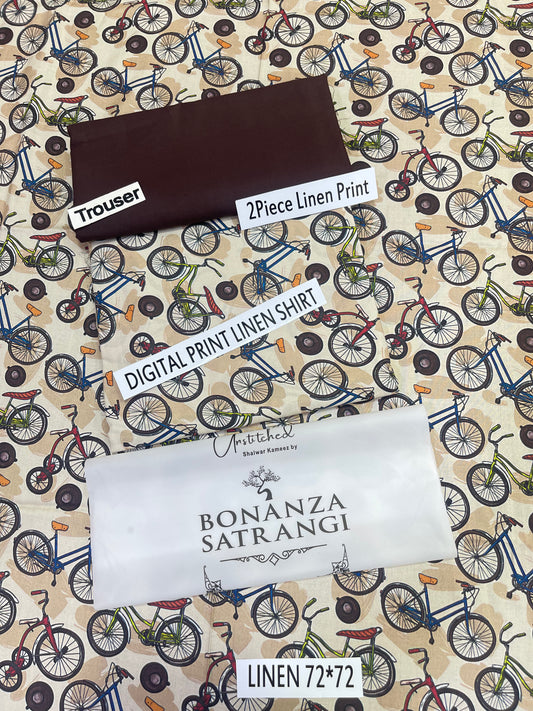 Trouser
2Piece Linen Print
DIGITAL PRINT LINEN SHIRT
Unstitched
Shalwar Kameez by
BONANZA
SATRANGI
LINEN 72*72